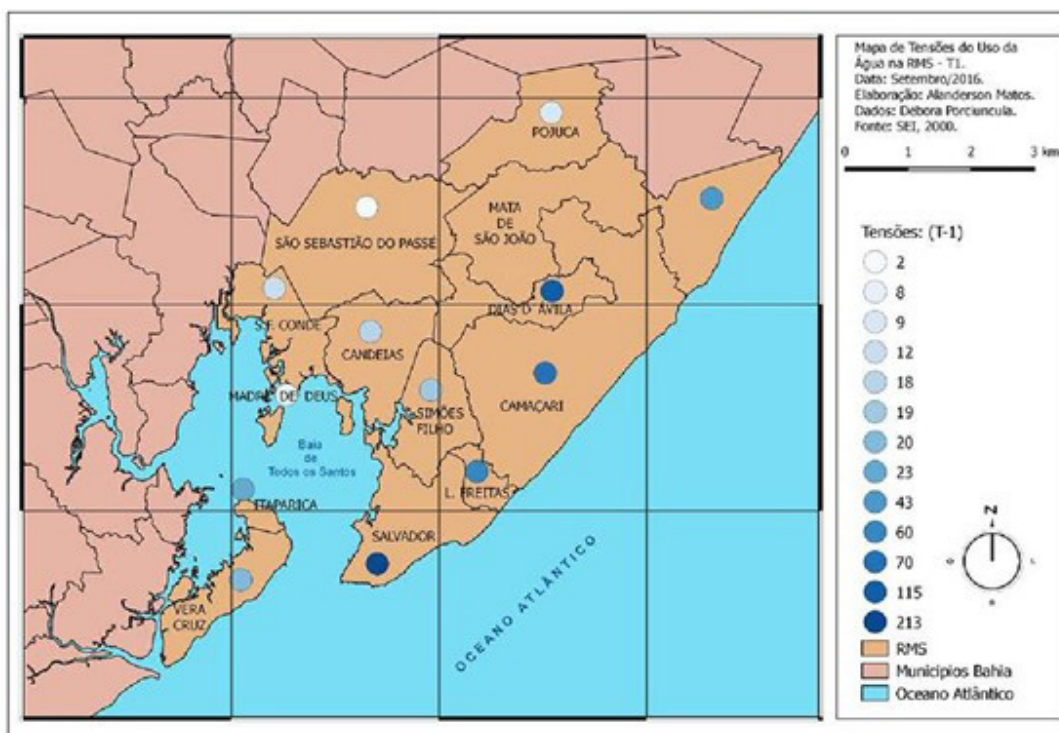 Mapa de Tensões do Uso da
Água na RMS - T1.
Data: Setembro/2016.
Elaboração: Alanderson Matos.
Dados: Debora Porciuncula.
Fonte: SEI, 2000.
0 1 2 3 km
Tensões: (T-1)
2
8
9
12
18
19
20
23
43
60
70
115
213
RMS
Municípios Bahia
Oceano Atlântico
N
O L
S
POJUCA
MATA
DE
SÃO JOÃO
SÃO SEBASTIÃO DO PASSE
DIAS D' ÁVILA
S.F. CONDE
CANDEIAS
MADRE DE DEUS
SIMÕES
FILHO
CAMAÇARI
Baia
de
Todos os Santos
L. FREITAS
ITAPARICA
SALVADOR
VERA
CRUZ
OCEANO ATLÂNTICO